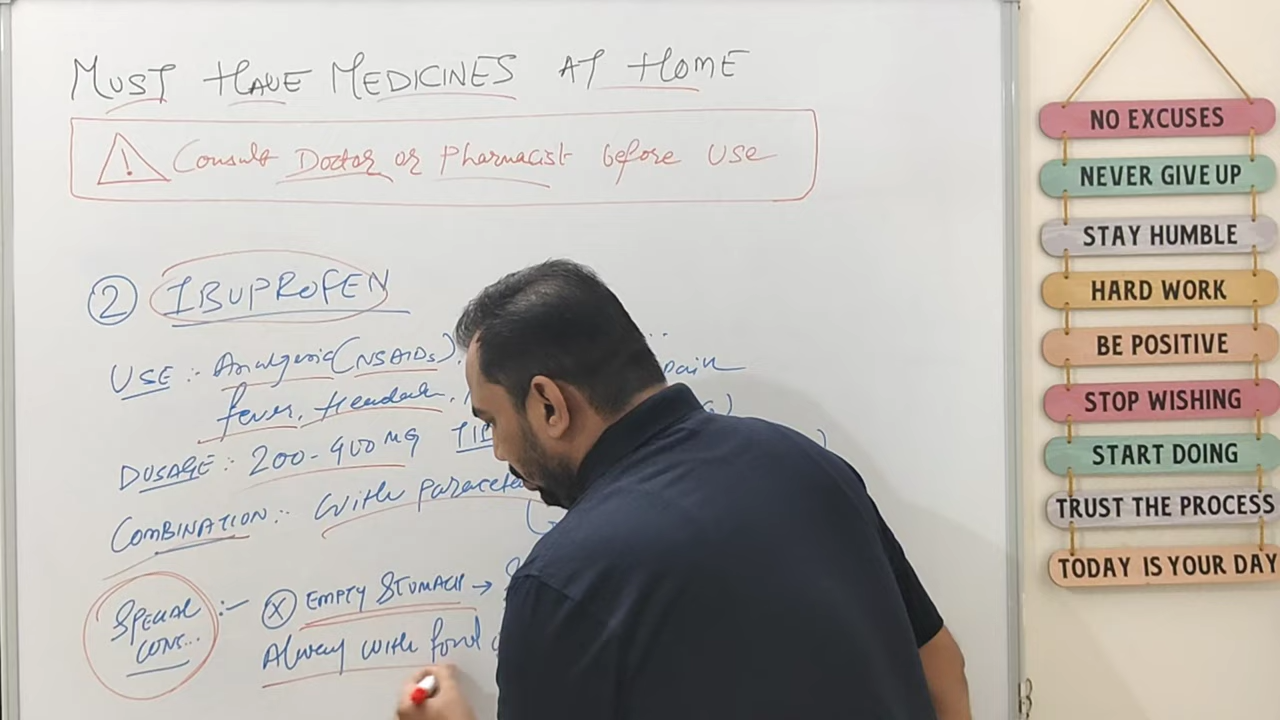 MUST HAVE MEDICINES AT HOME
! Consult Doctor or Pharmacist before use
2 IBUPROFEN
USE :- Analgesic (NSAIDs).
fever, Headach, pain
DOSAGE :- 200-400 MG
COMBINATION :- With Paraceta
SPECIAL CONS... :- X EMPTY STOMACH →
Always with food
NO EXCUSES
NEVER GIVE UP
STAY HUMBLE
HARD WORK
BE POSITIVE
STOP WISHING
START DOING
TRUST THE PROCESS
TODAY IS YOUR DAY